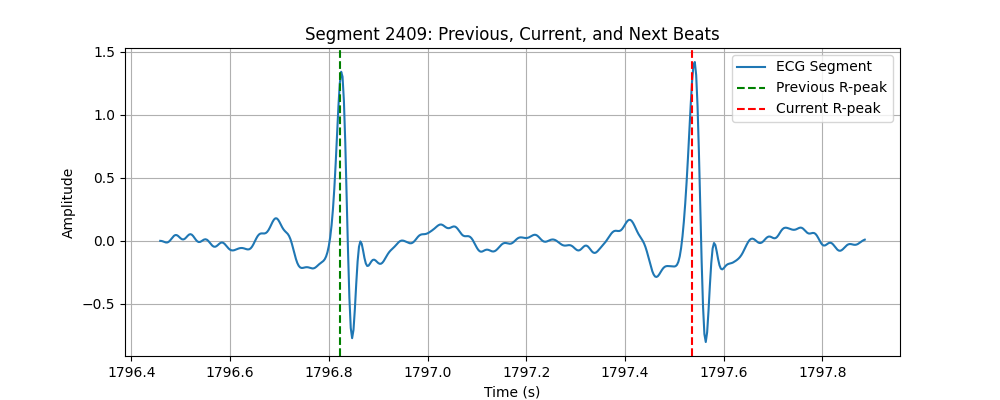 Segment 2409: Previous, Current, and Next Beats
Amplitude
1.5
1.0
0.5
0.0
−0.5
1796.4 1796.6 1796.8 1797.0 1797.2 1797.4 1797.6 1797.8
Time (s)
ECG Segment
Previous R-peak
Current R-peak